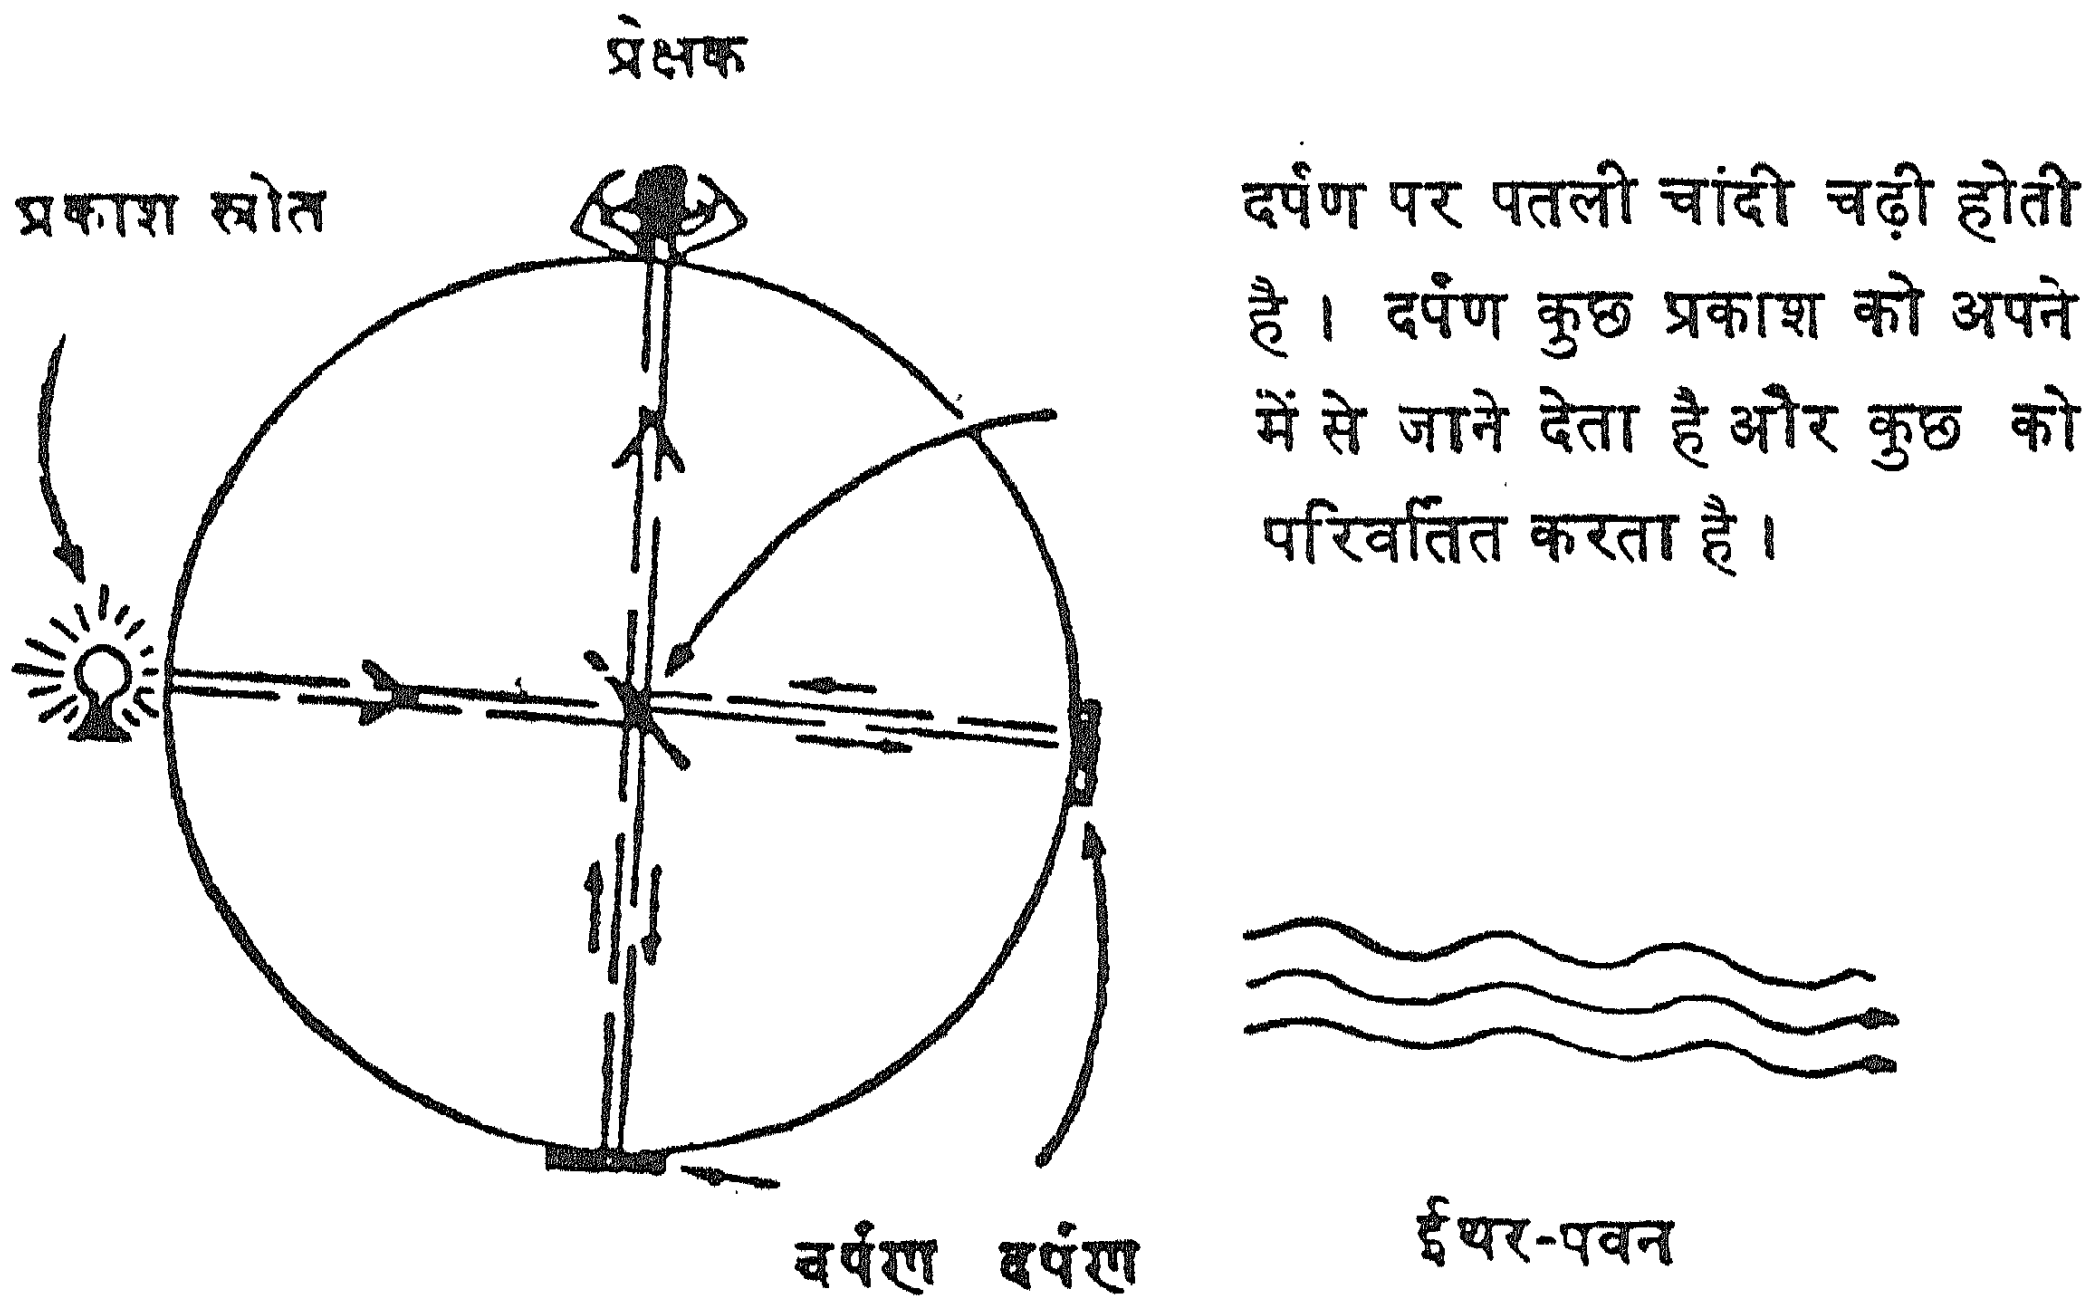 प्रेक्षक
प्रकाश स्त्रोत
दर्पण पर पतली चांदी चढ़ी होती
है । दर्पण कुछ प्रकाश को अपने
में से जाने देता है और कुछ को
परिवर्तित करता है ।
दर्पण दर्पण
ईथर-पवन